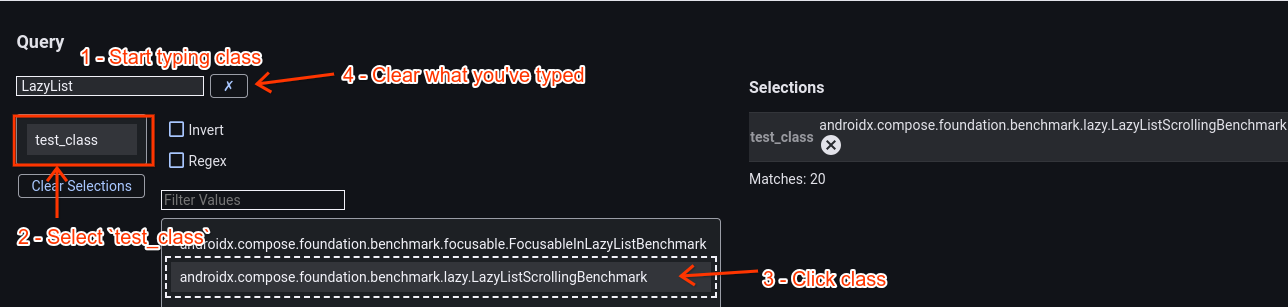 Query
1 - Start typing class
LazyList
✗
4 - Clear what you've typed
test_class
Invert
Regex
Clear Selections
2 - Select `test_class`
Filter Values
androidx.compose.foundation.benchmark.focusable.FocusableInLazyListBenchmark
androidx.compose.foundation.benchmark.lazy.LazyListScrollingBenchmark
3 - Click class
Selections
test_class
androidx.compose.foundation.benchmark.lazy.LazyListScrollingBenchmark
Matches: 20